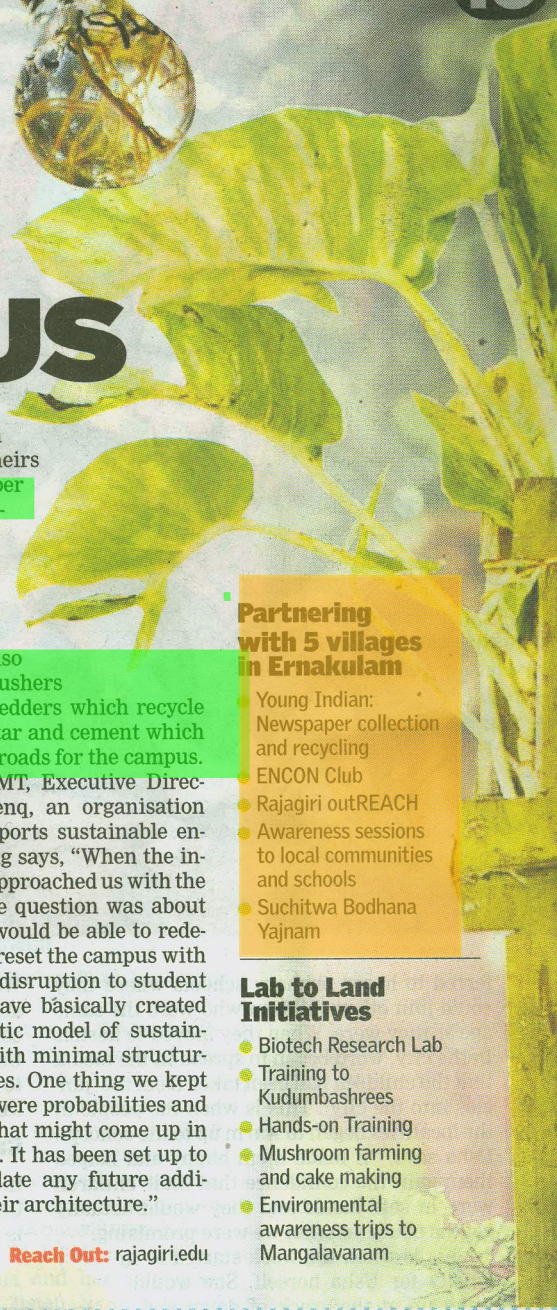 US
heirs
per
so
ushers
edders which recycle
tar and cement which
roads for the campus.
MT, Executive Direc-
enq, an organisation
ports sustainable en-
g says, “When the in-
pproached us with the
e question was about
would be able to rede-
reset the campus with
disruption to student
ave basically created
tic model of sustain-
ith minimal structur-
es. One thing we kept
were probabilities and
hat might come up in
. It has been set up to
late any future addi-
eir architecture.”
Reach Out: rajagiri.edu
Partnering
with 5 villages
in Ernakulam
Young Indian:
Newspaper collection
and recycling
ENCON Club
Rajagiri outREACH
Awareness sessions
to local communities
and schools
Suchitwa Bodhana
Yajnam
Lab to Land
Initiatives
Biotech Research Lab
Training to
Kudumbashrees
Hands-on Training
Mushroom farming
and cake making
Environmental
awareness trips to
Mangalavanam